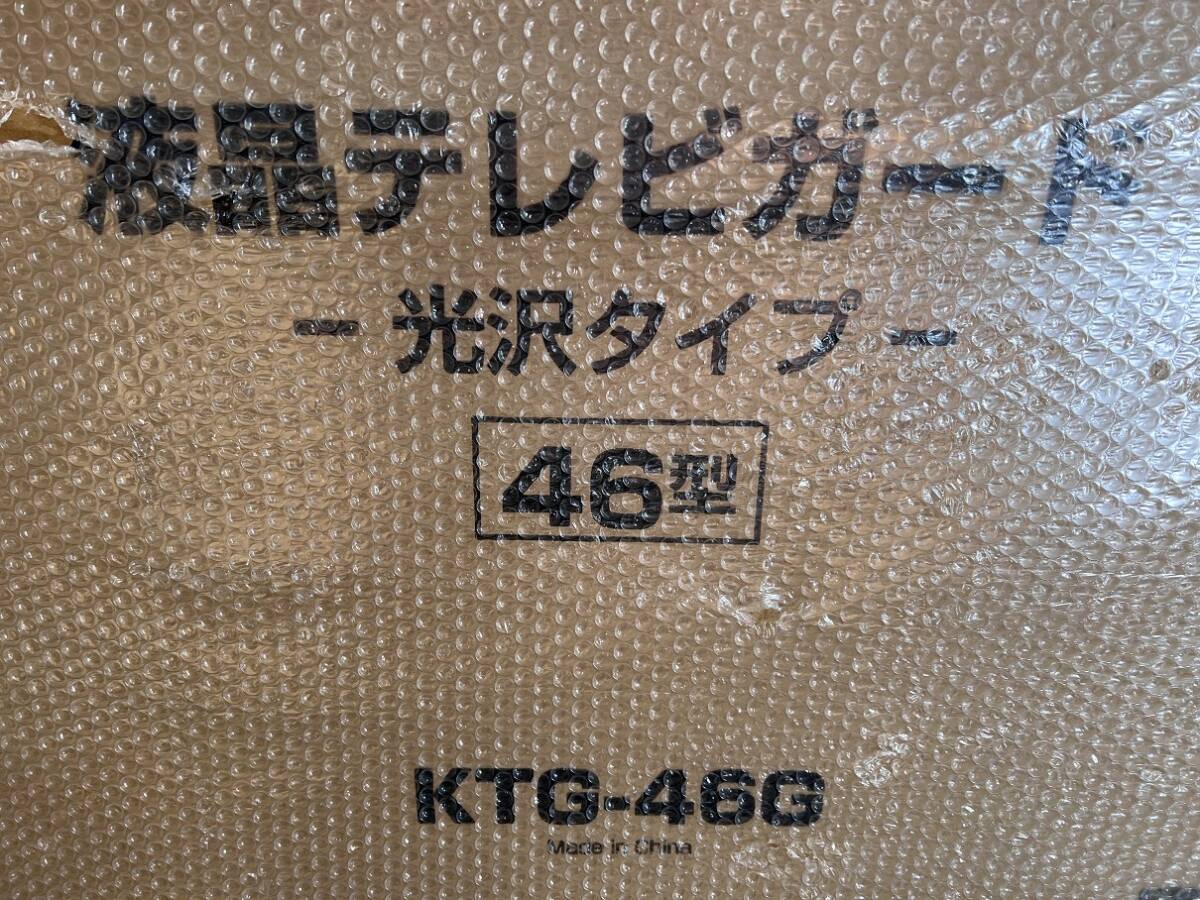 液晶テレビガード
- 光沢タイプ -
46型
KTG-46G
Made in China